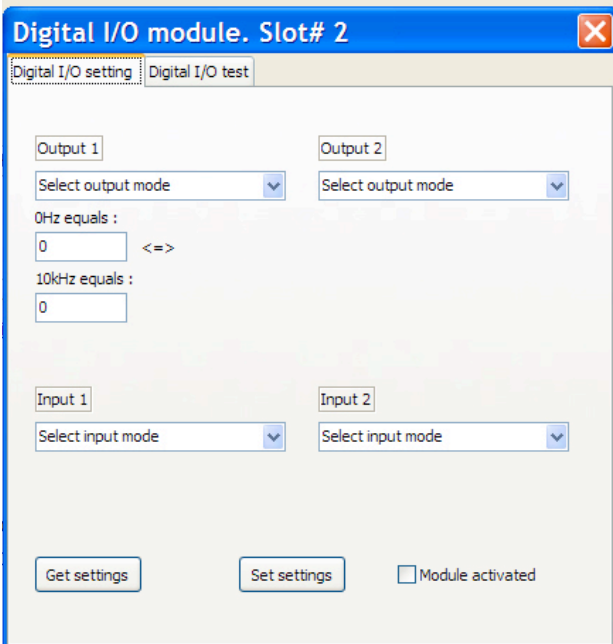 Digital I/O module. Slot# 2
Digital I/O setting Digital I/O test
Output 1 Output 2
Select output mode Select output mode
0Hz equals :
0 <=>
10kHz equals :
0
Input 1 Input 2
Select input mode Select input mode
Get settings Set settings Module activated